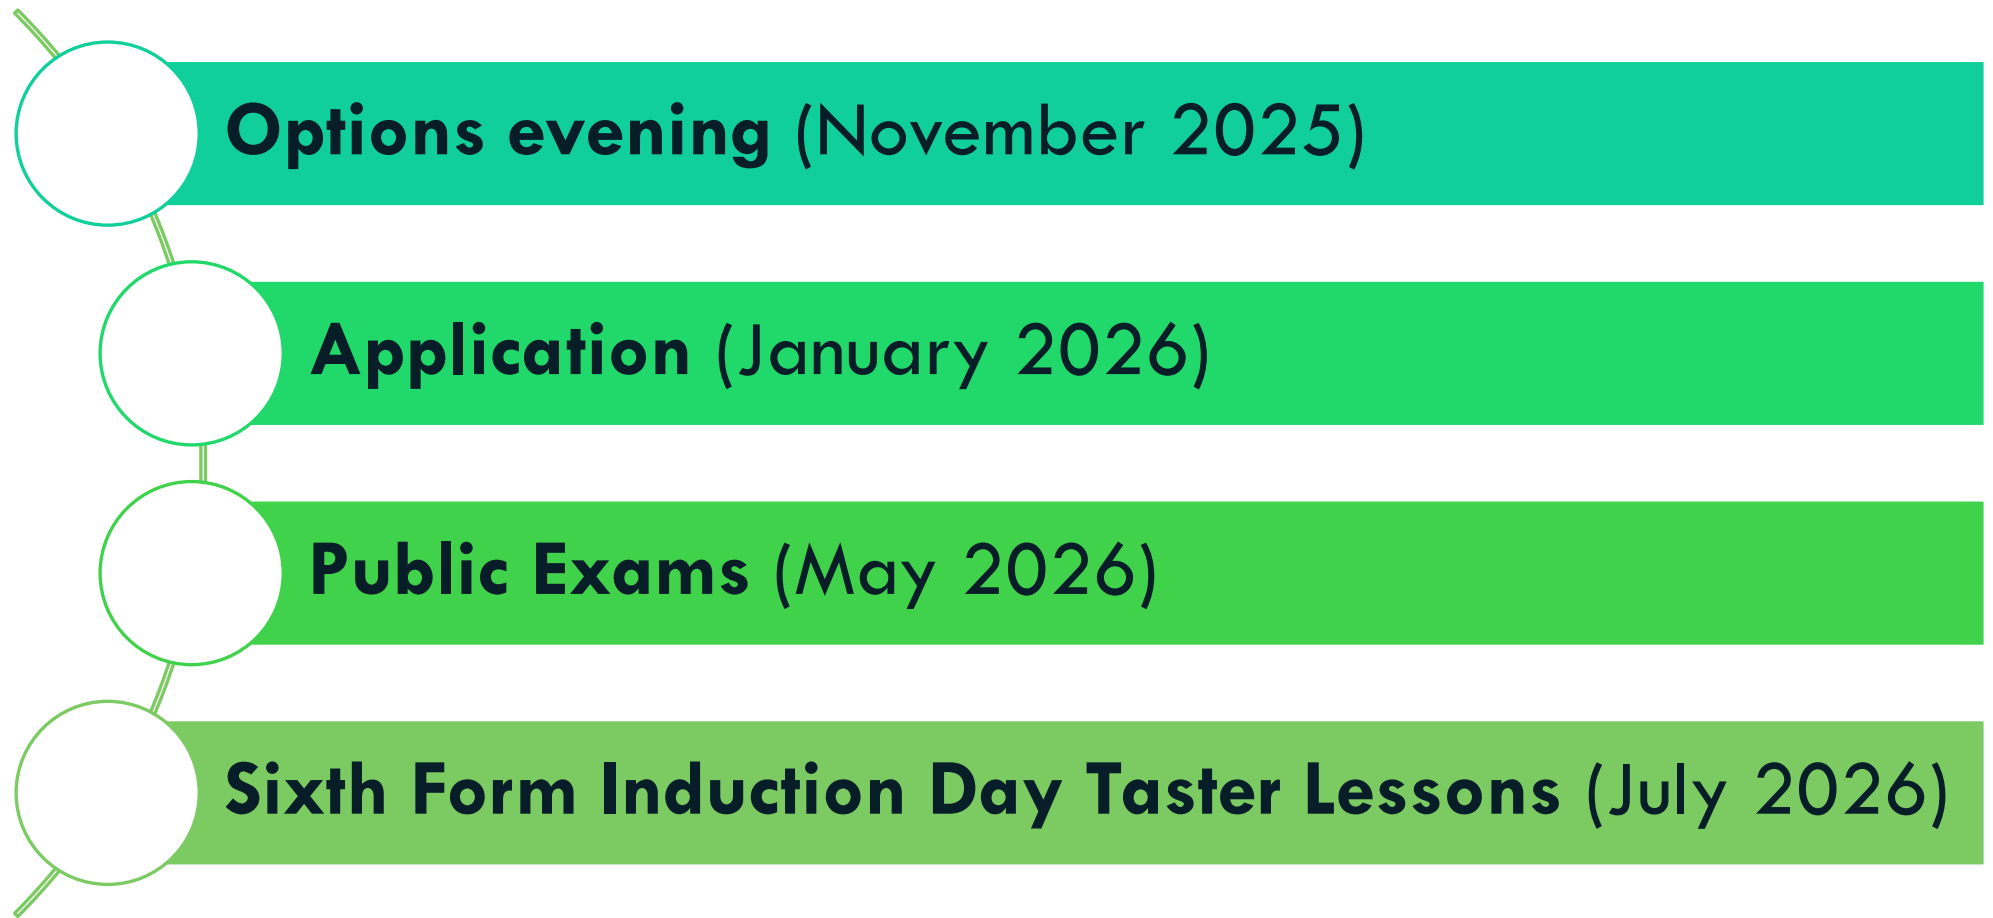 Options evening (November 2025)
Application (January 2026)
Public Exams (May 2026)
Sixth Form Induction Day Taster Lessons (July 2026)